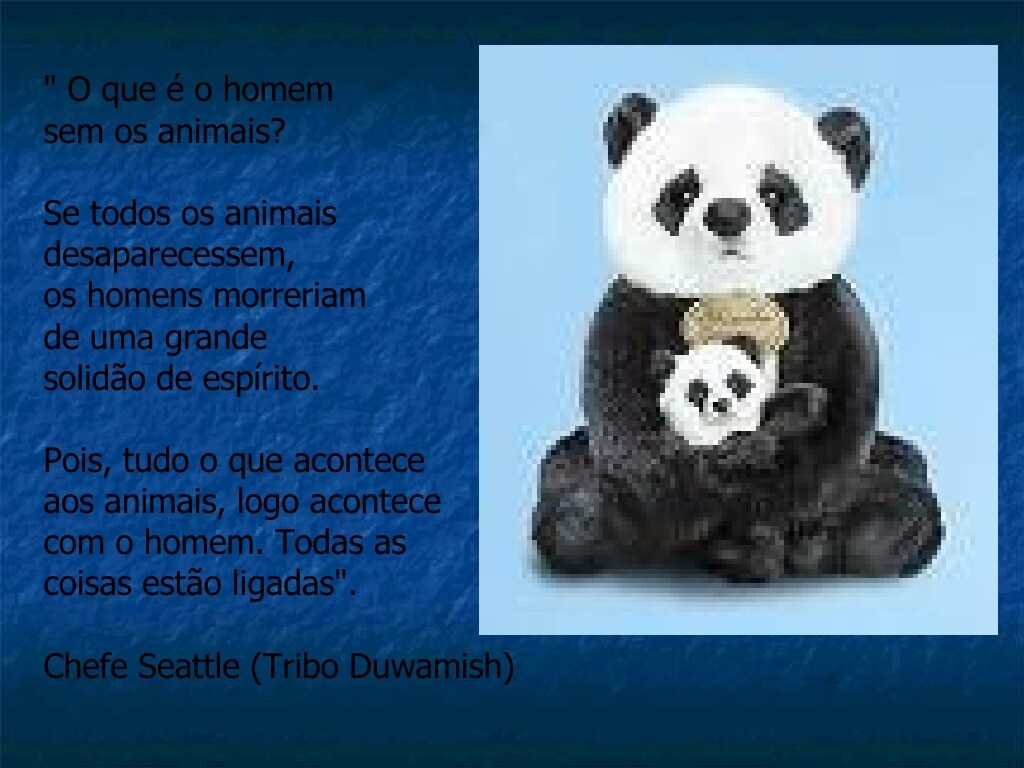 " O que é o homem
sem os animais?
Se todos os animais
desaparecessem,
os homens morreriam
de uma grande
solidão de espírito.
Pois, tudo o que acontece
aos animais, logo acontece
com o homem. Todas as
coisas estão ligadas".
Chefe Seattle (Tribo Duwamish)